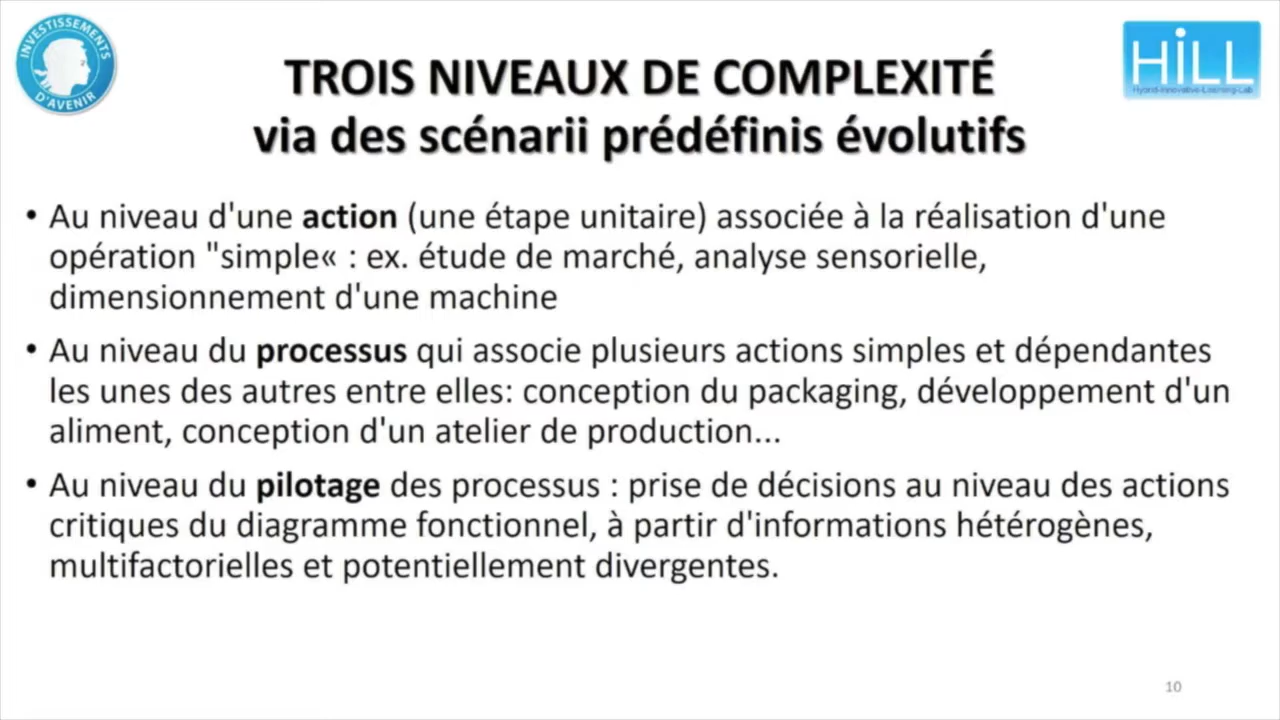 INVESTISSEMENTS
D'AVENIR
HiLL
Hybrid-Innovative-Learning-Lab
TROIS NIVEAUX DE COMPLEXITÉ
via des scénarii prédéfinis évolutifs
• Au niveau d'une action (une étape unitaire) associée à la réalisation d'une
opération "simple« : ex. étude de marché, analyse sensorielle,
dimensionnement d'une machine
• Au niveau du processus qui associe plusieurs actions simples et dépendantes
les unes des autres entre elles: conception du packaging, développement d'un
aliment, conception d'un atelier de production...
• Au niveau du pilotage des processus : prise de décisions au niveau des actions
critiques du diagramme fonctionnel, à partir d'informations hétérogènes,
multifactorielles et potentiellement divergentes.
10